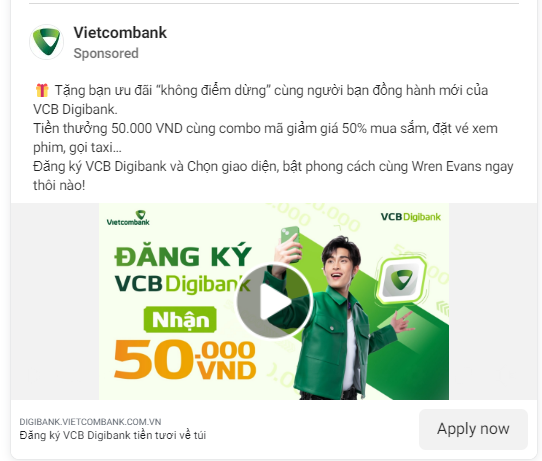 Vietcombank
Sponsored
🎁 Tặng bạn ưu đãi “không điểm dừng” cùng người bạn đồng hành mới của
VCB Digibank.
Tiền thưởng 50.000 VND cùng combo mã giảm giá 50% mua sắm, đặt vé xem
phim, gọi taxi...
Đăng ký VCB Digibank và Chọn giao diện, bật phong cách cùng Wren Evans ngay
thôi nào!
Vietcombank
VCB Digibank
ĐĂNG KÝ
VCB Digibank
Nhận
50.000
VND
DIGIBANK.VIETCOMBANK.COM.VN
Đăng ký VCB Digibank tiền tươi về túi
Apply now